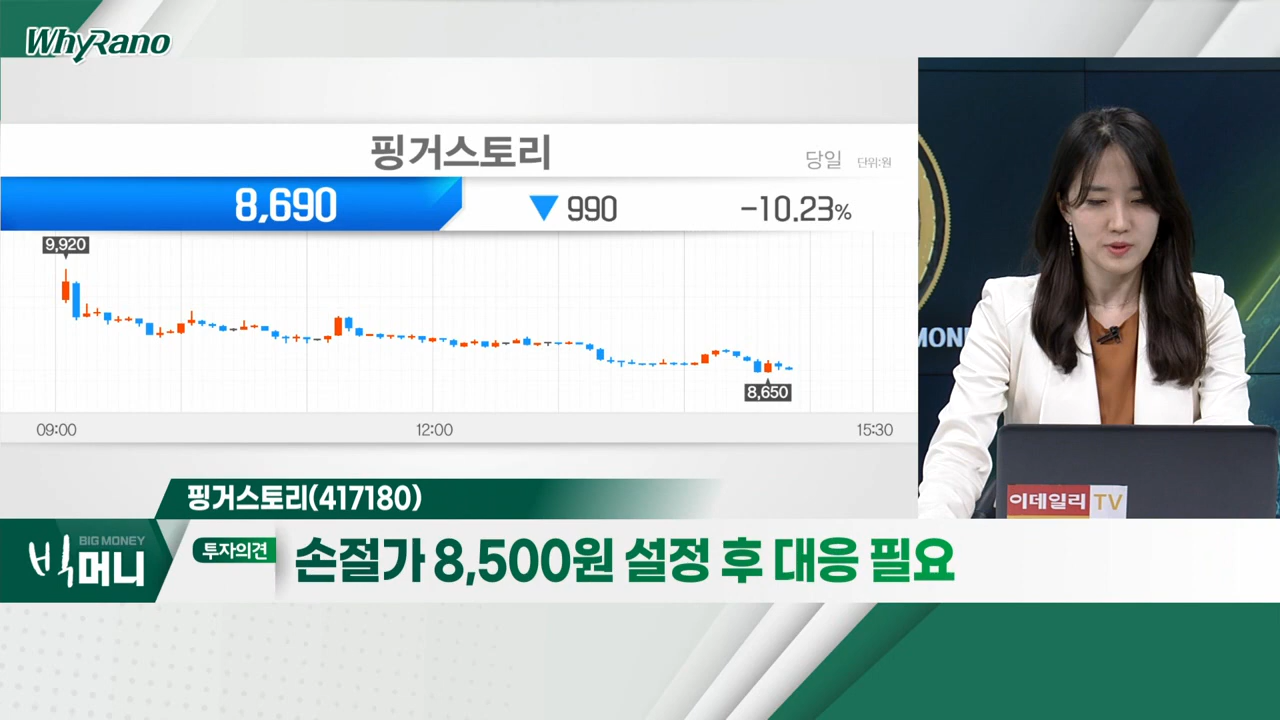 WhyRano
핑거스토리
당일 단위:원
8,690 ▼ 990 -10.23%
9,920
8,650
09:00 12:00 15:30
MON
이데일리 TV
핑거스토리(417180)
BIG MONEY
빅머니
투자의견
손절가 8,500원 설정 후 대응 필요